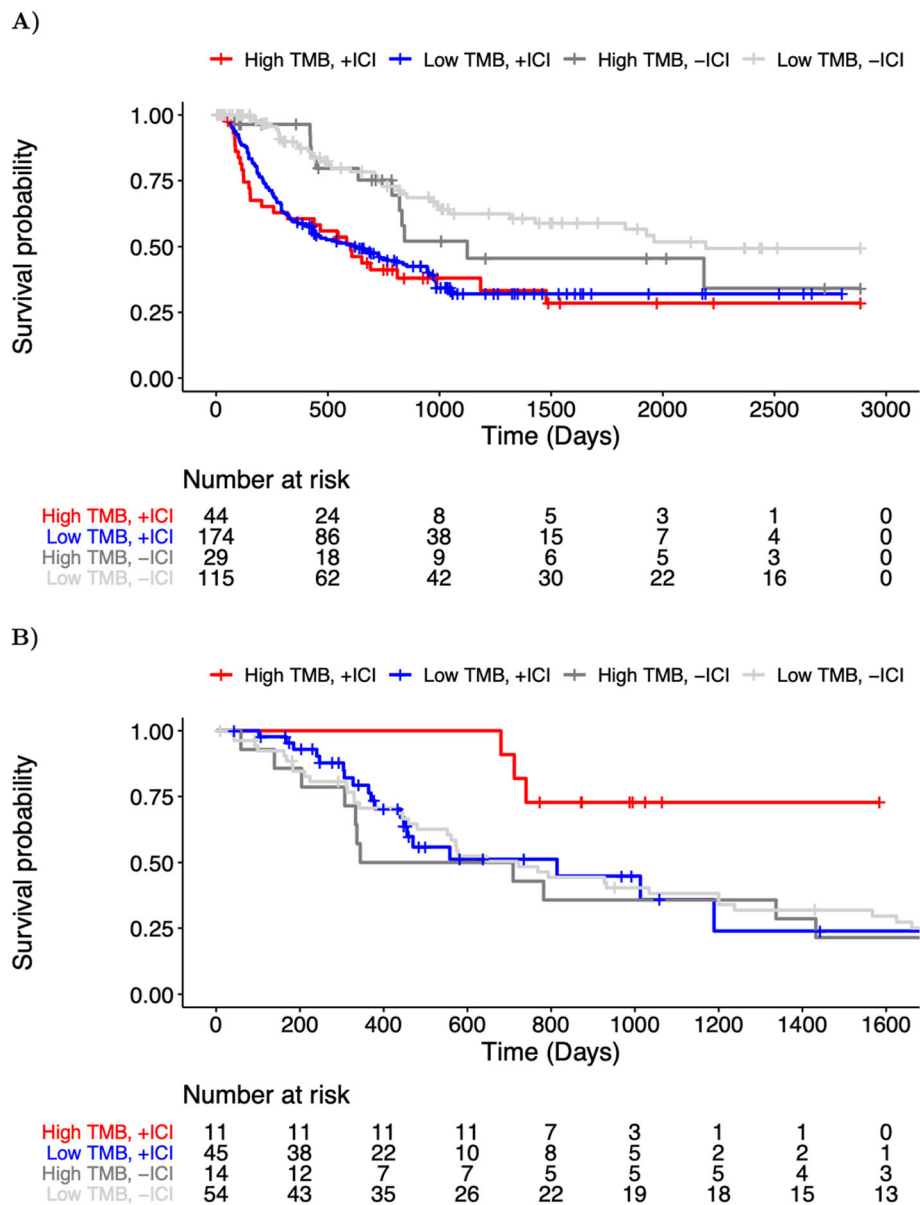 A)
High TMB, +ICI Low TMB, +ICI High TMB, −ICI Low TMB, −ICI
1.00
0.75
0.50
0.25
0.00
Survival probability
0 500 1000 1500 2000 2500 3000
Time (Days)
Number at risk
High TMB, +ICI 44 24 8 5 3 1 0
Low TMB, +ICI 174 86 38 15 7 4 0
High TMB, −ICI 29 18 9 6 5 3 0
Low TMB, −ICI 115 62 42 30 22 16 0
B)
High TMB, +ICI Low TMB, +ICI High TMB, −ICI Low TMB, −ICI
1.00
0.75
0.50
0.25
0.00
Survival probability
0 200 400 600 800 1000 1200 1400 1600
Time (Days)
Number at risk
High TMB, +ICI 11 11 11 11 7 3 1 1 0
Low TMB, +ICI 45 38 22 10 8 5 2 2 1
High TMB, −ICI 14 12 7 7 5 5 5 4 3
Low TMB, −ICI 54 43 35 26 22 19 18 15 13